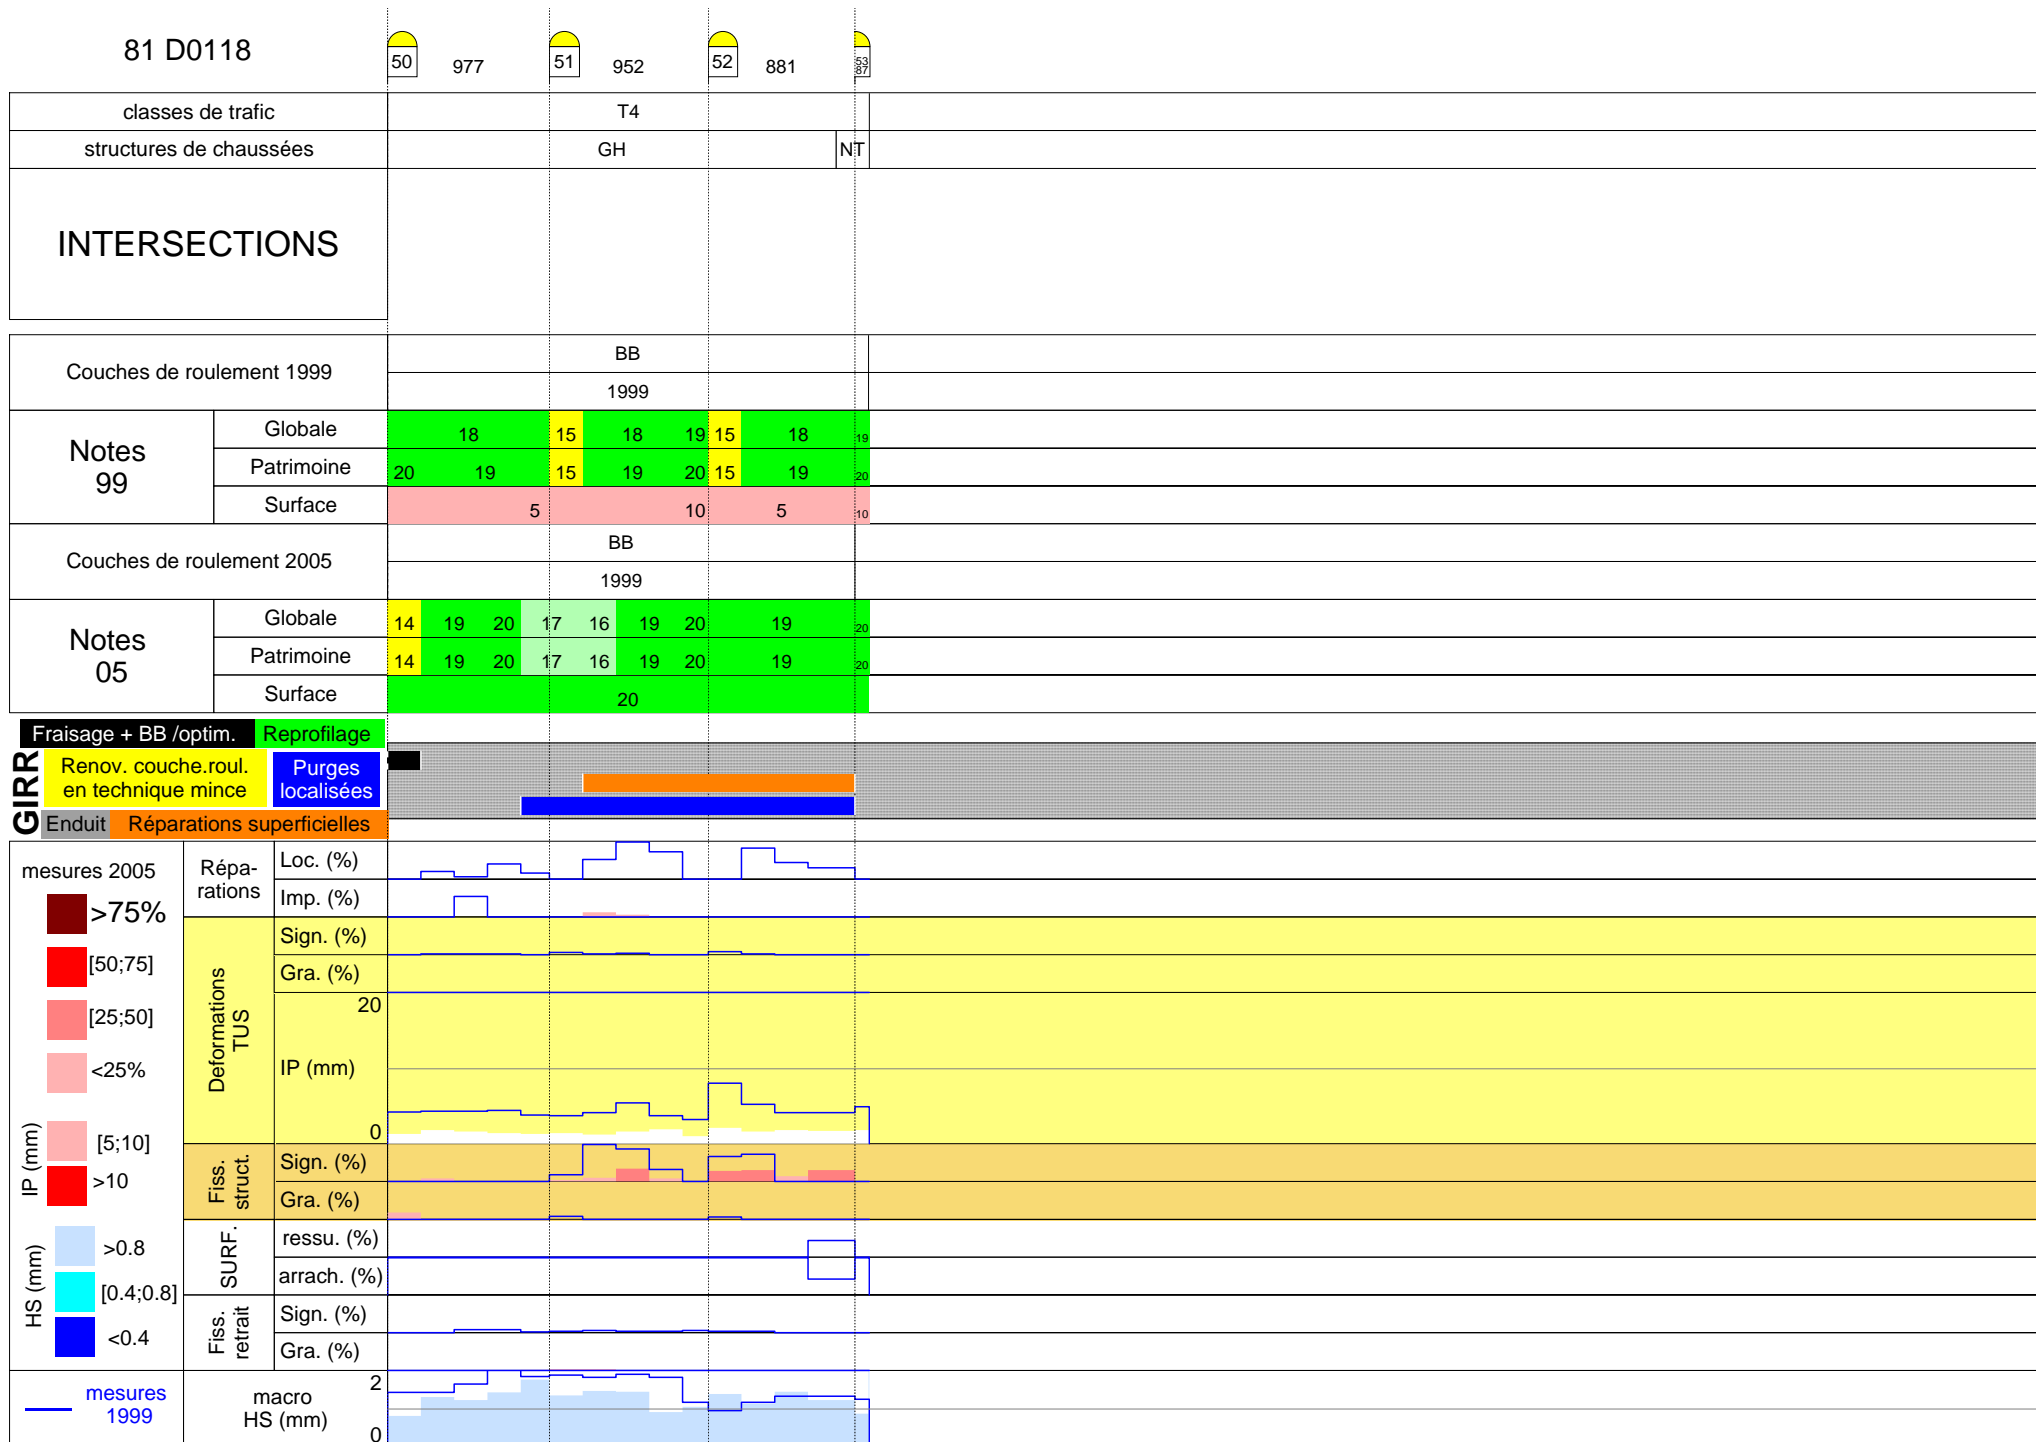 81 D0118
50 977 51 952 52 881 53
87
classes de trafic T4
structures de chaussées GH NT
INTERSECTIONS
Couches de roulement 1999
BB
1999
Notes
99
Globale 18 15 18 19 15 18 19
Patrimoine 20 19 15 19 20 15 19 20
Surface 5 10 5 10
Couches de roulement 2005
BB
1999
Notes
05
Globale 14 19 20 17 16 19 20 19 20
Patrimoine 14 19 20 17 16 19 20 19 20
Surface 20
GIRR
Fraisage + BB /optim. Reprofilage
Renov. couche.roul.
en technique mince
Purges
localisées
Enduit Réparations superficielles
mesures 2005
>75%
[50;75]
[25;50]
<25%
IP (mm)
[5;10]
>10
HS (mm)
>0.8
[0.4;0.8]
<0.4
mesures
1999
Répa-
rations
Loc. (%)
Imp. (%)
Deformations
TUS
Sign. (%)
Gra. (%)
20
IP (mm)
0
Fiss.
struct.
Sign. (%)
Gra. (%)
SURF.
ressu. (%)
arrach. (%)
Fiss.
retrait
Sign. (%)
Gra. (%)
macro
HS (mm)
2
0